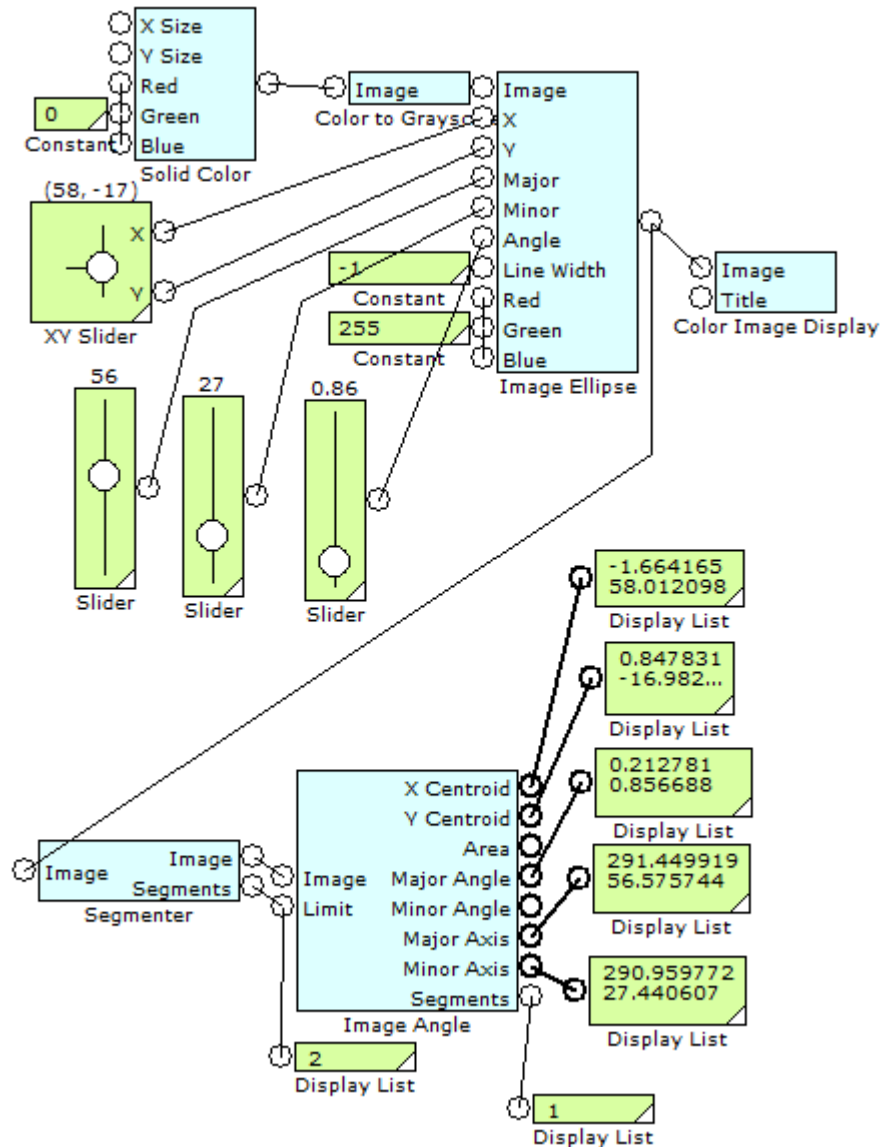 X Size
Y Size
Red
Green
Blue
Solid Color
0
Constant
Image
Color to Graysc
(58, -17)
X
Y
XY Slider
Image
X
Y
Major
Minor
Angle
Line Width
Red
Green
Blue
Image Ellipse
-1
Constant
255
Constant
Image
Title
Color Image Display
56
Slider
27
Slider
0.86
Slider
-1.664165
58.012098
Display List
0.847831
-16.982...
Display List
0.212781
0.856688
Display List
291.449919
56.575744
Display List
290.959772
27.440607
Display List
Image
Image
Segments
Segmenter
Image
Limit
X Centroid
Y Centroid
Area
Major Angle
Minor Angle
Major Axis
Minor Axis
Segments
Image Angle
2
Display List
1
Display List